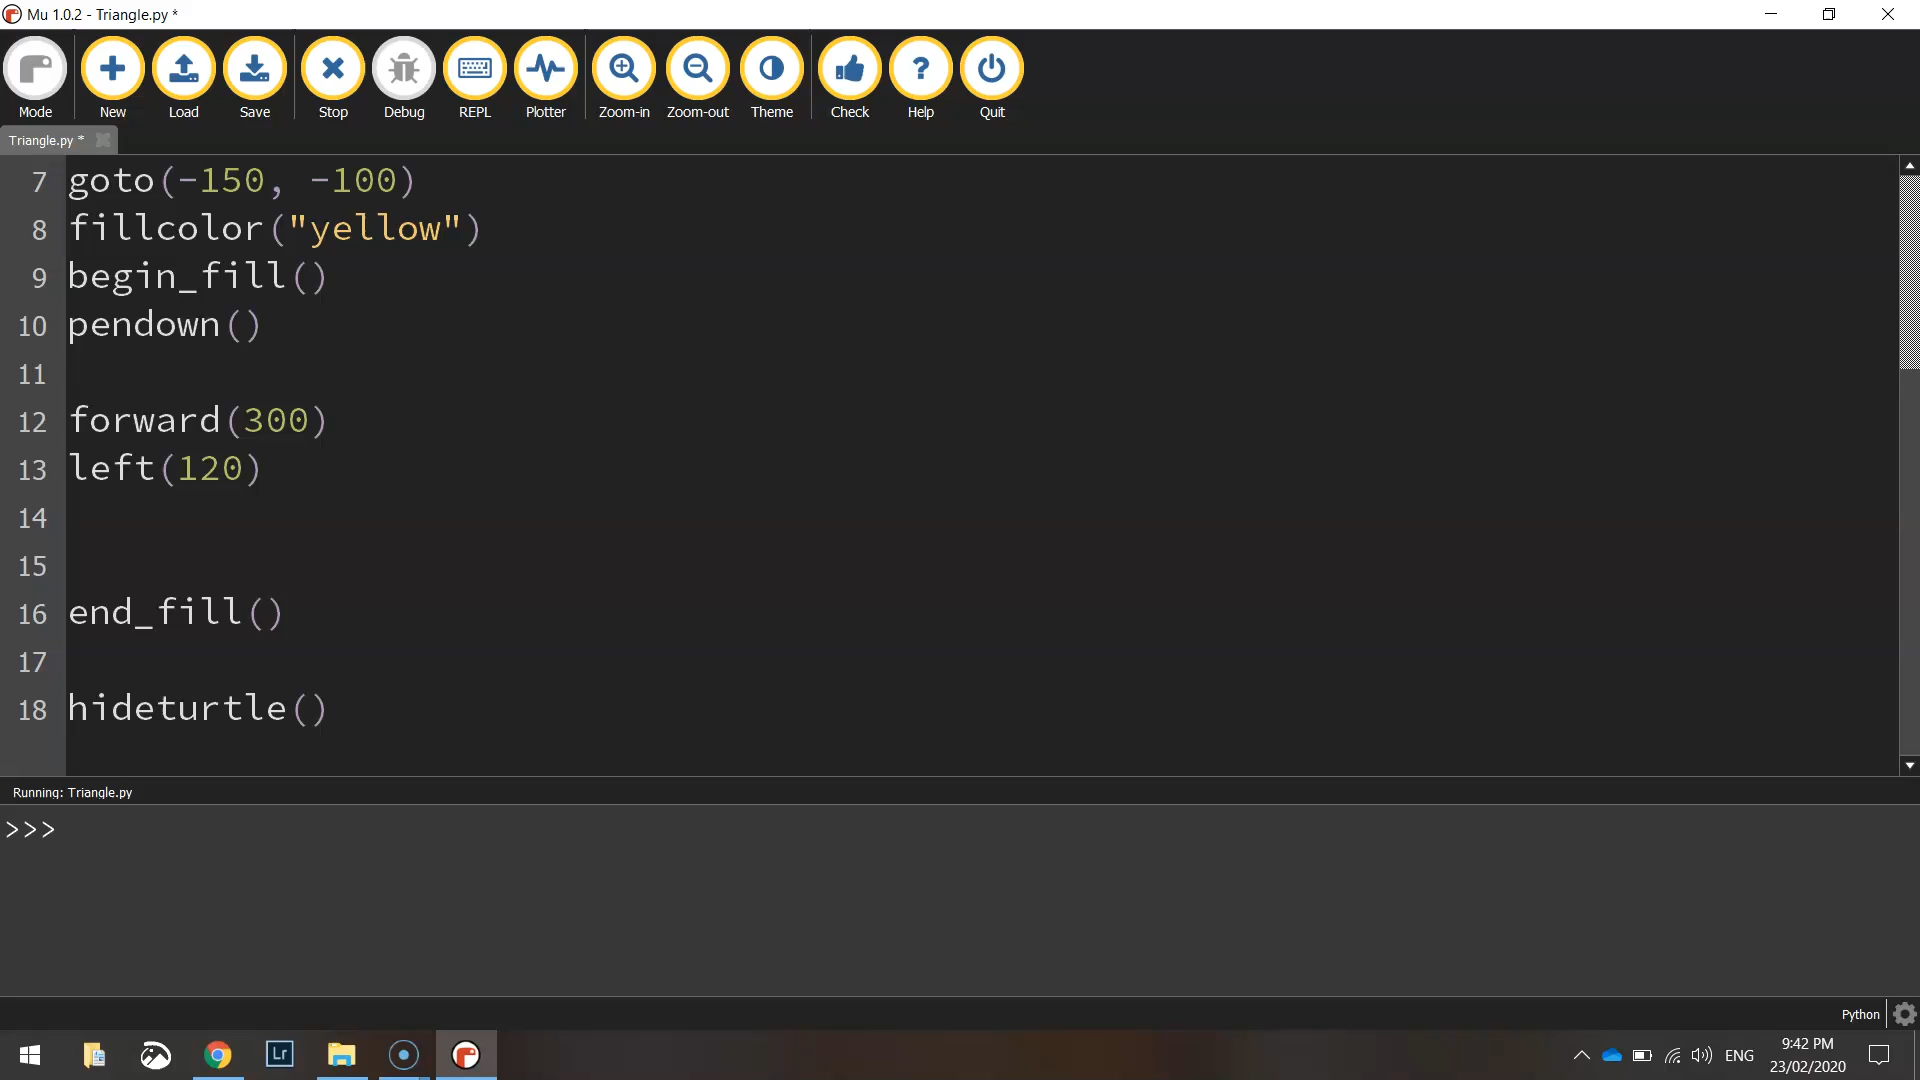 Mu 1.0.2 - Triangle.py *
Mode New Load Save Stop Debug REPL Plotter Zoom-in Zoom-out Theme Check Help Quit
Triangle.py *
7 goto(-150, -100)
8 fillcolor("yellow")
9 begin_fill()
10 pendown()
11
12 forward(300)
13 left(120)
14
15
16 end_fill()
17
18 hideturtle()
Running: Triangle.py
>>>
Python
Lr
ENG
9:42 PM
23/02/2020